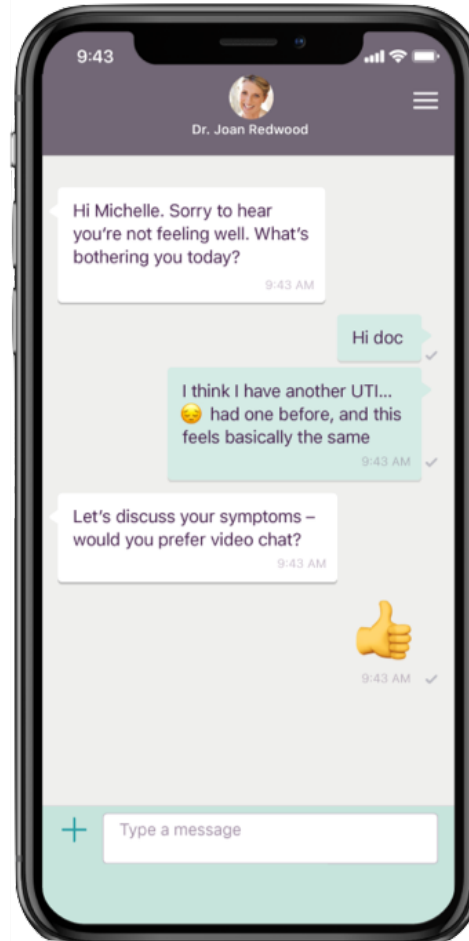 9:43
Dr. Joan Redwood
Hi Michelle. Sorry to hear
you're not feeling well. What's
bothering you today?
9:43 AM
Hi doc
I think I have another UTI...
😔 had one before, and this
feels basically the same
9:43 AM
Let's discuss your symptoms –
would you prefer video chat?
9:43 AM
👍
9:43 AM
Type a message